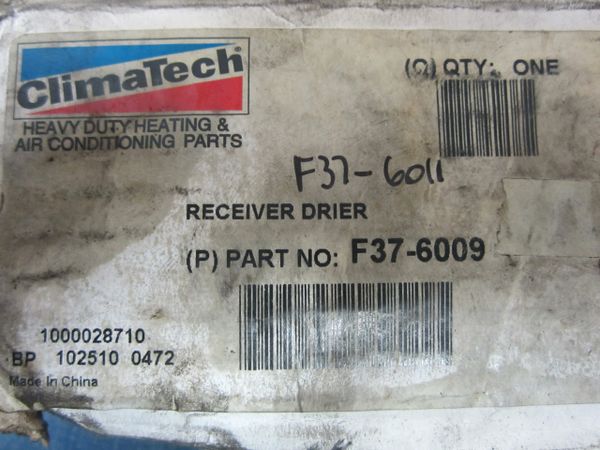 ClimaTech
HEAVY DUTY HEATING &
AIR CONDITIONING PARTS
(Q) QTY: ONE
F37-6011
RECEIVER DRIER
(P) PART NO: F37-6009
1000028710
BP 102510 0472
Made In China